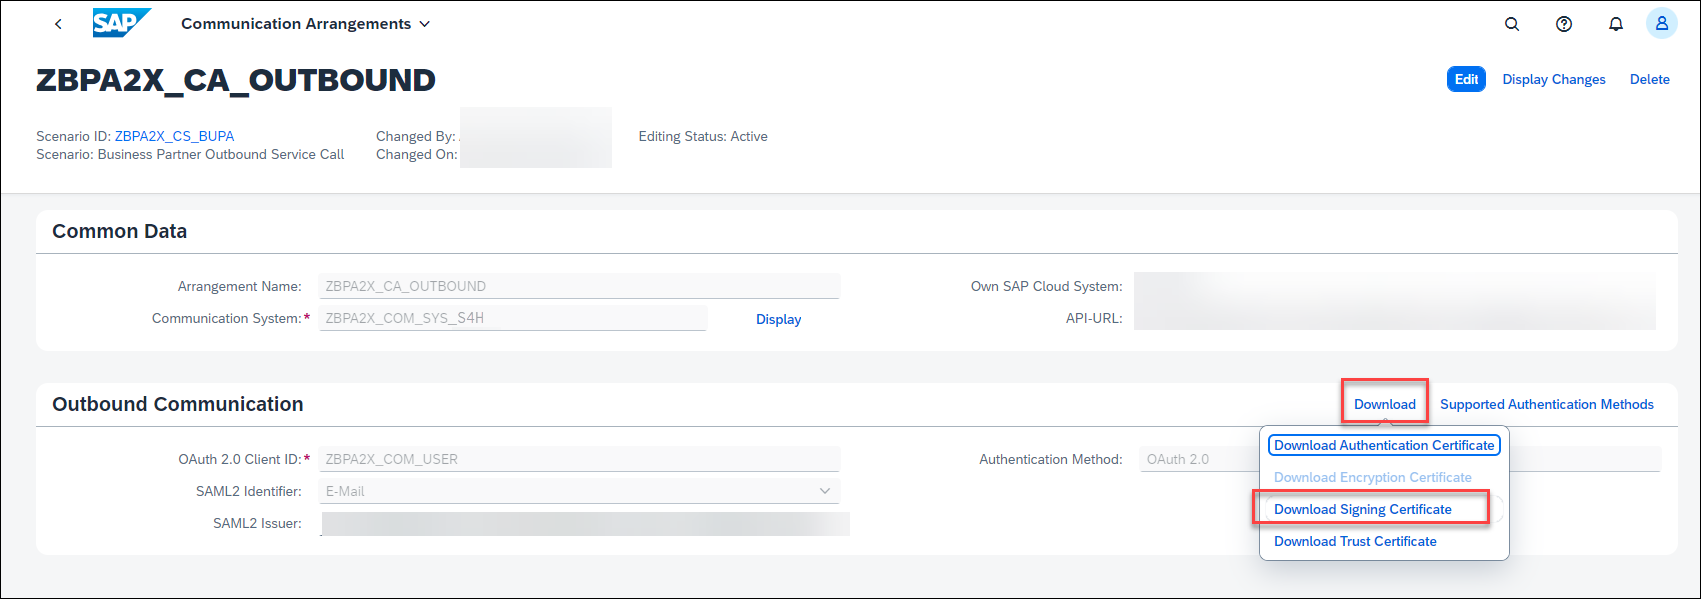 SAP Communication Arrangements
ZBPA2X_CA_OUTBOUND
Edit Display Changes Delete
Scenario ID: ZBPA2X_CS_BUPA Changed By: Editing Status: Active
Scenario: Business Partner Outbound Service Call Changed On:
Common Data
Arrangement Name: ZBPA2X_CA_OUTBOUND Own SAP Cloud System:
Communication System:* ZBPA2X_COM_SYS_S4H Display API-URL:
Outbound Communication Download Supported Authentication Methods
Download Authentication Certificate
OAuth 2.0 Client ID:* ZBPA2X_COM_USER Authentication Method: OAuth 2.0
Download Encryption Certificate
SAML2 Identifier: E-Mail
Download Signing Certificate
SAML2 Issuer:
Download Trust Certificate